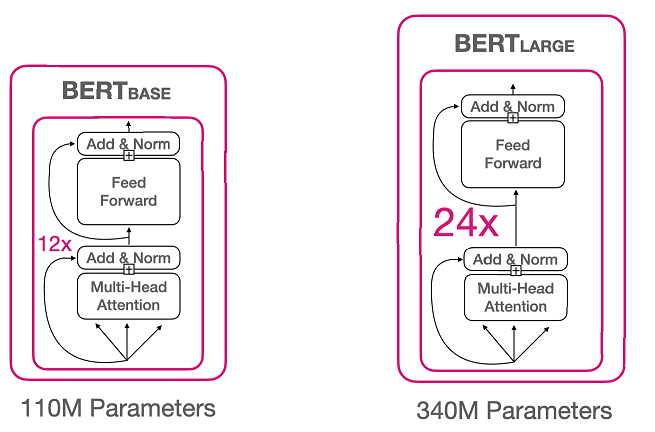 BERTBASE
Add & Norm
Feed
Forward
12x
Add & Norm
Multi-Head
Attention
110M Parameters
BERTLARGE
Add & Norm
Feed
Forward
24x
Add & Norm
Multi-Head
Attention
340M Parameters